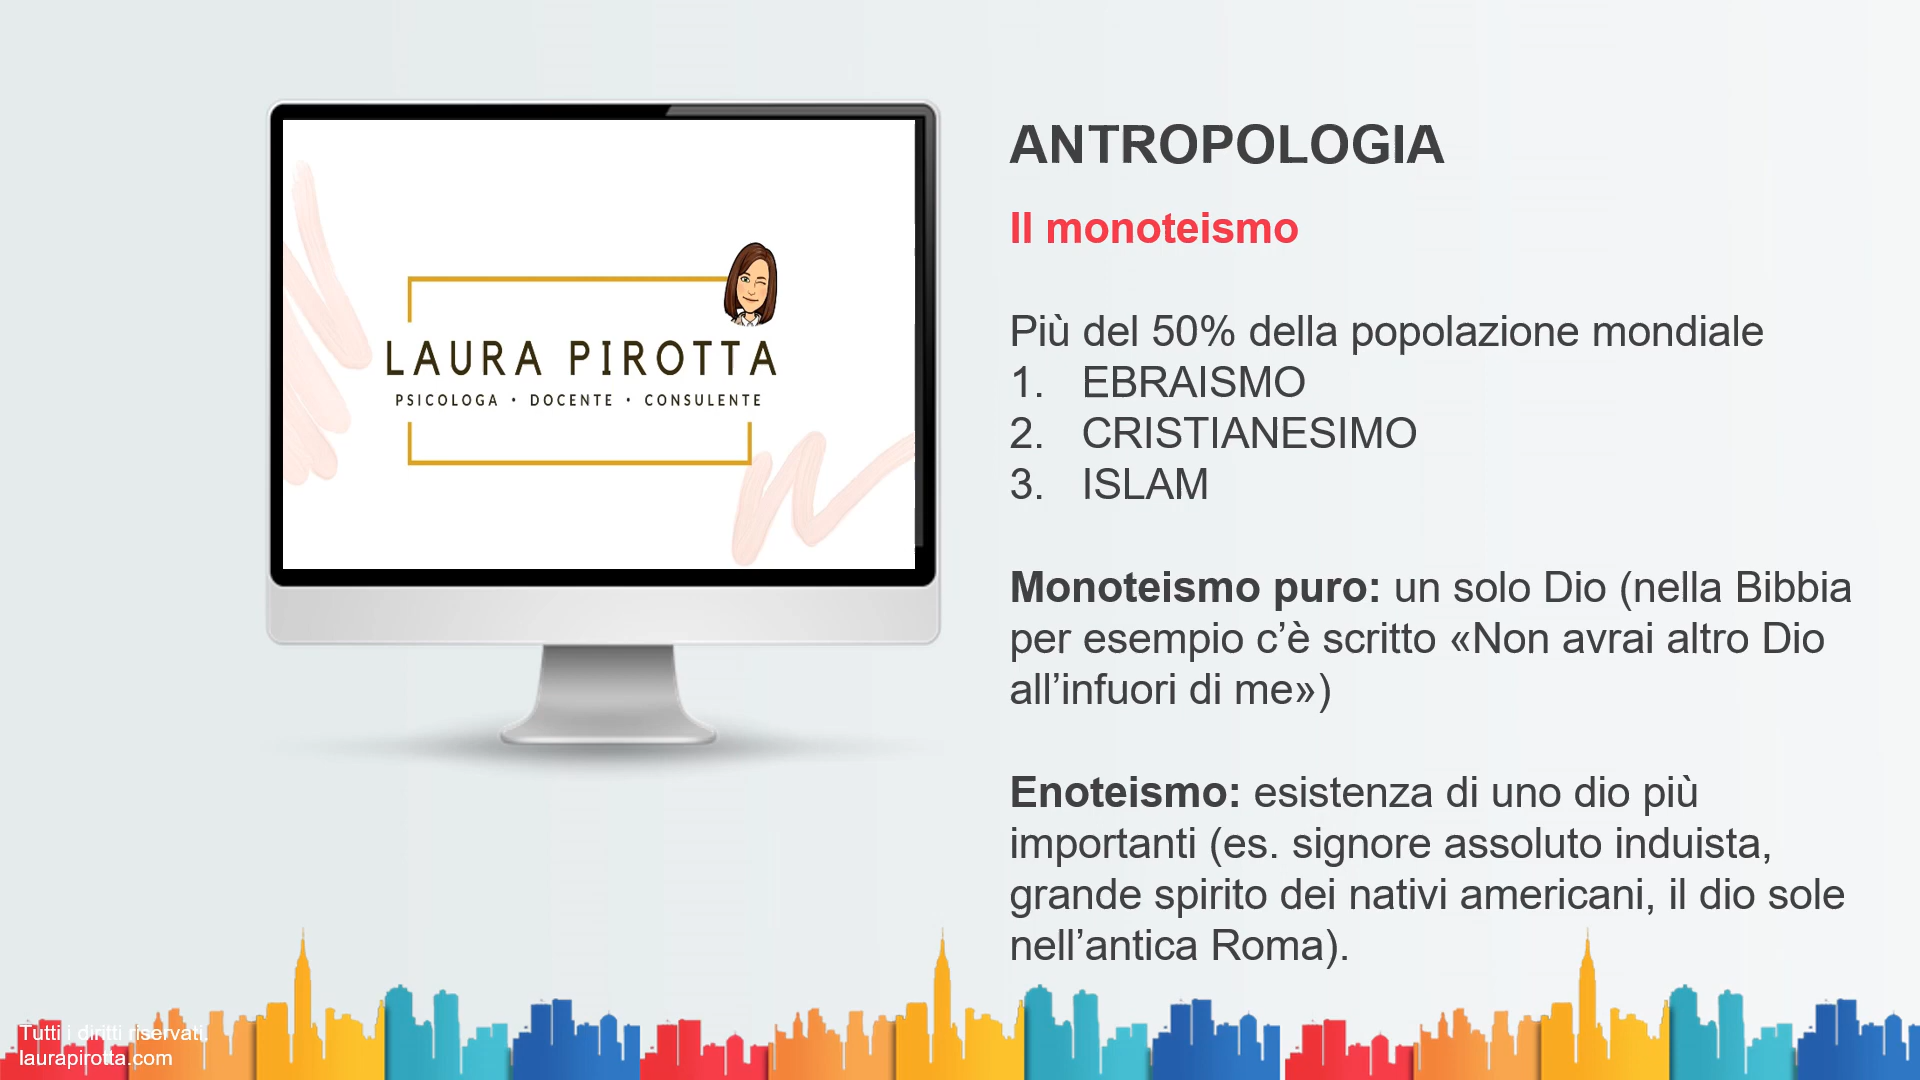 LAURA PIROTTA
PSICOLOGA • DOCENTE • CONSULENTE
ANTROPOLOGIA
Il monoteismo
Più del 50% della popolazione mondiale
1. EBRAISMO
2. CRISTIANESIMO
3. ISLAM
Monoteismo puro: un solo Dio (nella Bibbia
per esempio c’è scritto «Non avrai altro Dio
all’infuori di me»)
Enoteismo: esistenza di uno dio più
importanti (es. signore assoluto induista,
grande spirito dei nativi americani, il dio sole
nell’antica Roma).
Tutti i diritti riservati.
laurapirotta.com